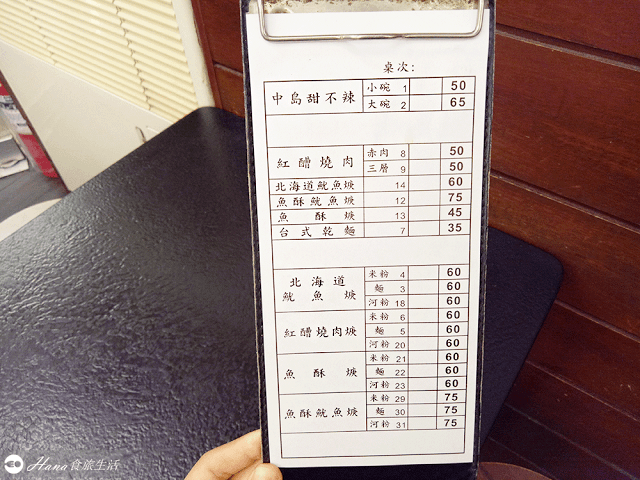 桌次:
中島甜不辣 小碗 1 50
大碗 2 65
紅醩燒肉 赤肉 8 50
三層 9 50
北海道魷魚焿 14 60
魚酥魷魚焿 12 75
魚酥焿 13 45
台式乾麵 7 35
北海道魷魚焿 米粉 4 60
麵 3 60
河粉 18 60
紅醩燒肉焿 米粉 6 60
麵 5 60
河粉 20 60
魚酥焿 米粉 21 60
麵 22 60
河粉 23 60
魚酥魷魚焿 米粉 29 75
麵 30 75
河粉 31 75
Hana 食旅生活